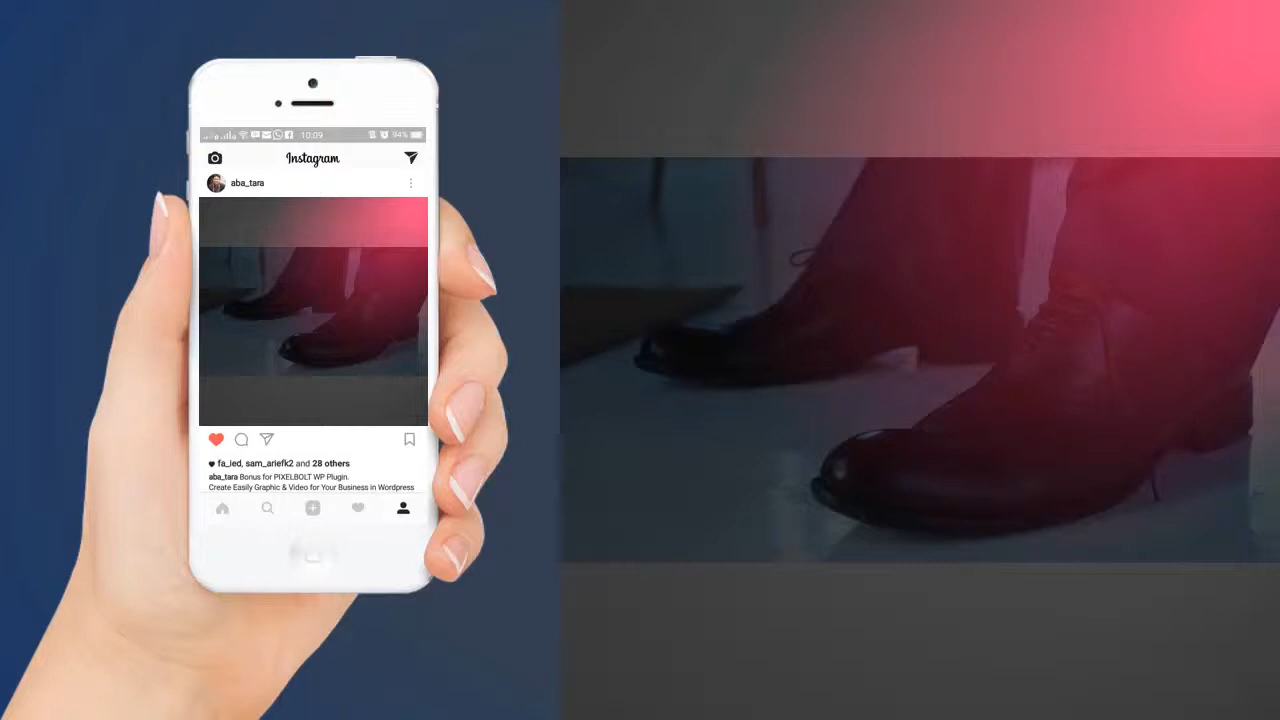 10:09
94%
Instagram
aba_tara
fa_ied, sam_ariefk2 and 28 others
aba_tara Bonus for PIXELBOLT WP Plugin.
Create Easily Graphic & Video for Your Business in Wordpress